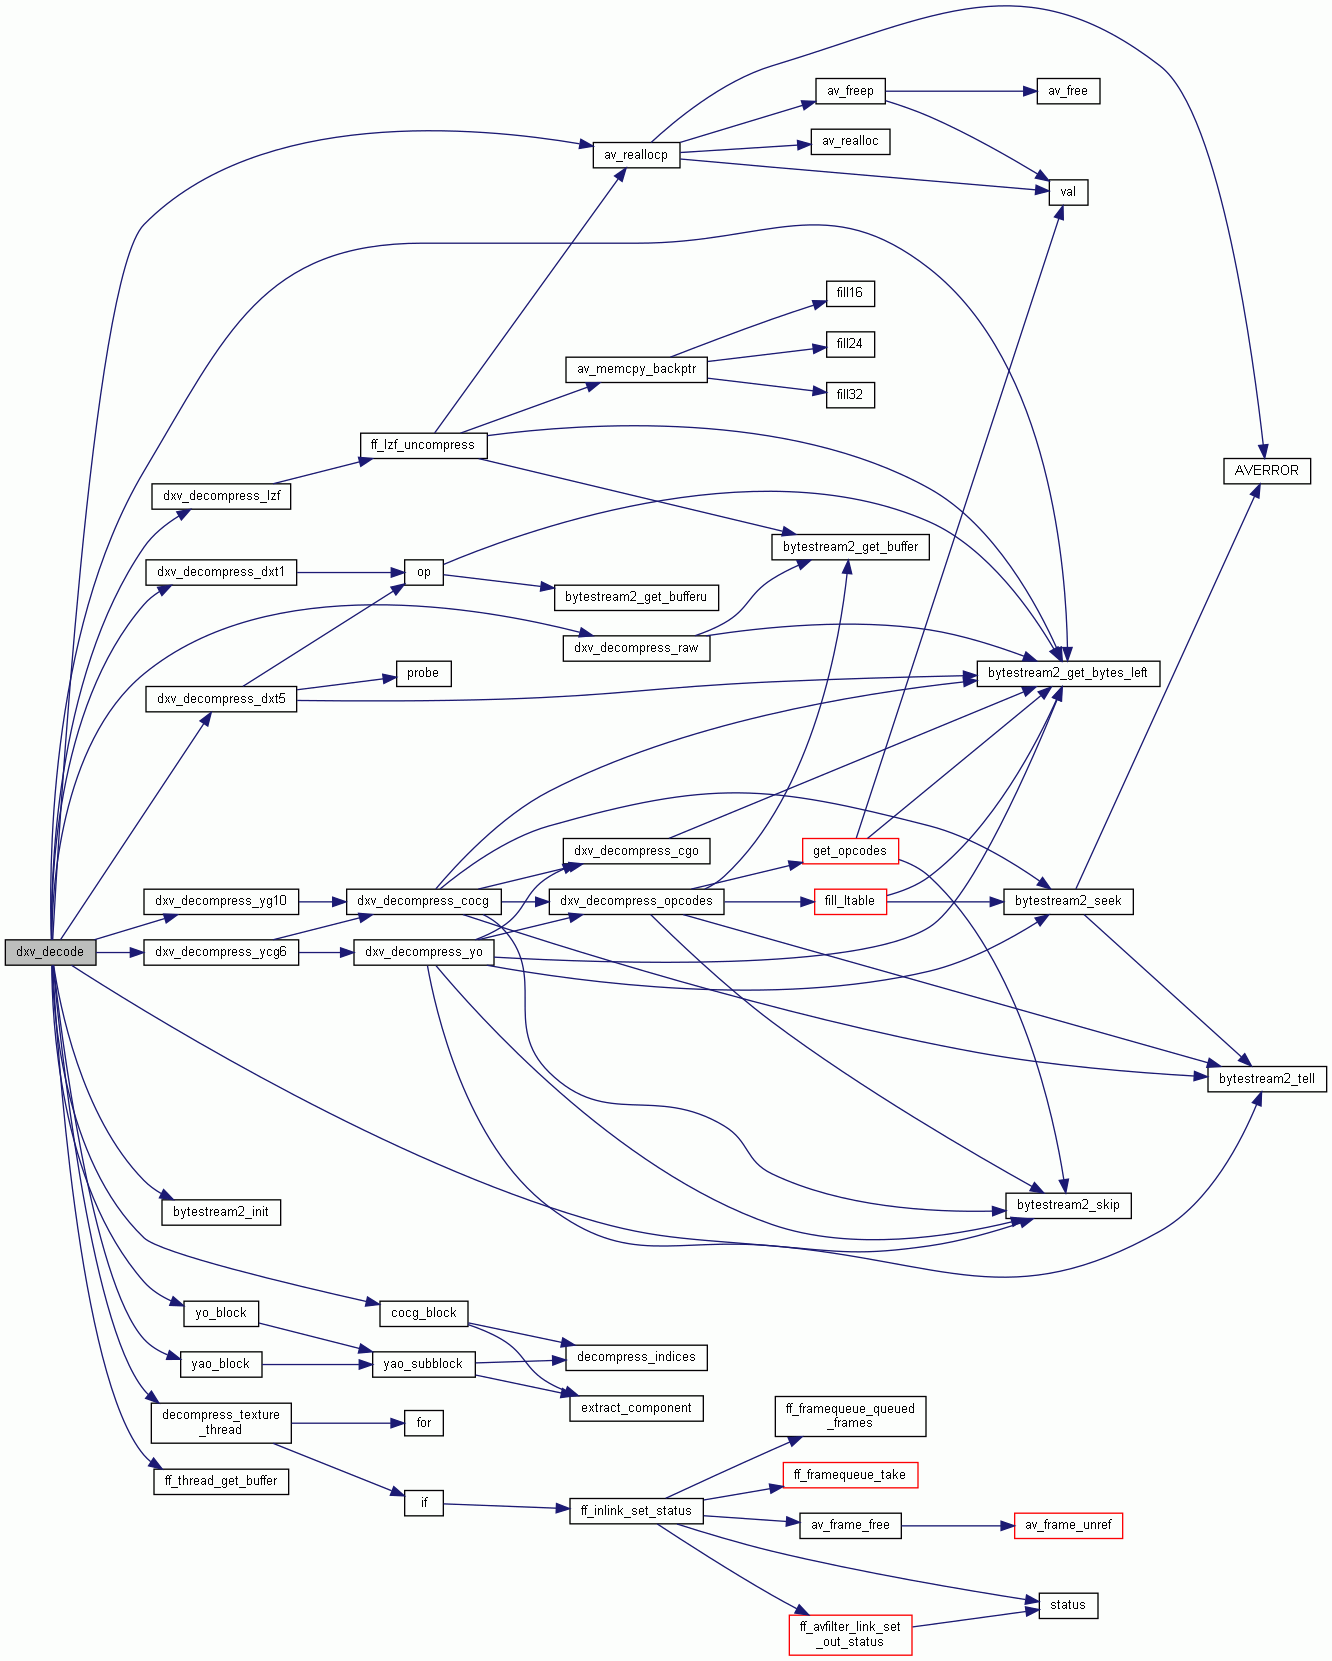 av_freep
av_free
av_realloc
av_reallocp
val
fill16
fill24
av_memcpy_backptr
fill32
ff_lzf_uncompress
AVERROR
dxv_decompress_lzf
bytestream2_get_buffer
dxv_decompress_dxt1
op
bytestream2_get_bufferu
dxv_decompress_raw
probe
bytestream2_get_bytes_left
dxv_decompress_dxt5
dxv_decompress_cgo
get_opcodes
dxv_decompress_yg10
dxv_decompress_cocg
dxv_decompress_opcodes
fill_ltable
bytestream2_seek
dxv_decode
dxv_decompress_ycg6
dxv_decompress_yo
bytestream2_tell
bytestream2_init
bytestream2_skip
yo_block
cocg_block
yao_block
yao_subblock
decompress_indices
extract_component
decompress_texture
_thread
for
ff_framequeue_queued
_frames
ff_thread_get_buffer
ff_framequeue_take
if
ff_inlink_set_status
av_frame_free
av_frame_unref
status
ff_avfilter_link_set
_out_status